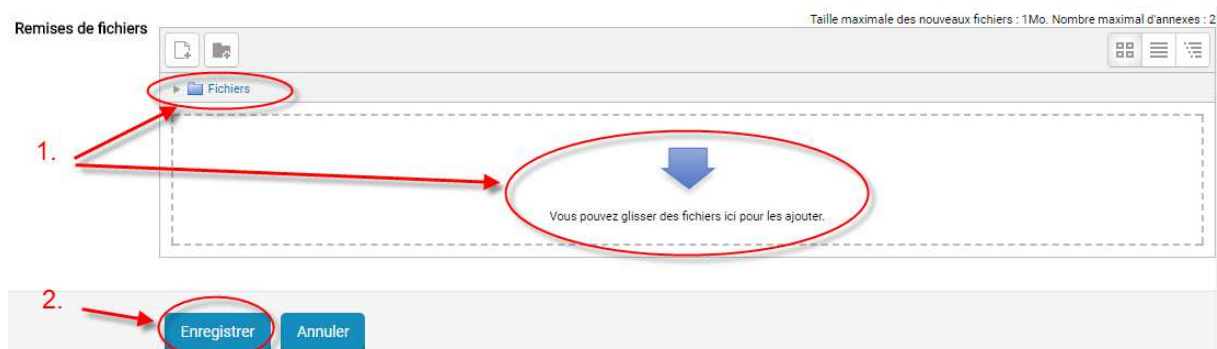 Taille maximale des nouveaux fichiers : 1Mo. Nombre maximal d'annexes : 2
Remises de fichiers
Fichiers
1.
Vous pouvez glisser des fichiers ici pour les ajouter.
2.
Enregistrer Annuler